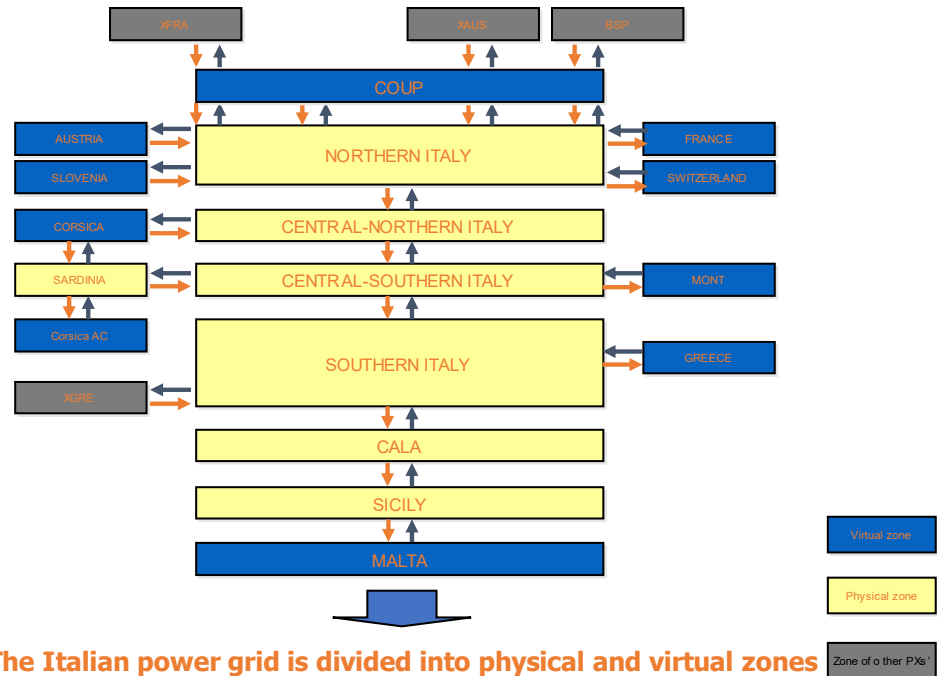 XFRA
XAUS
BSP
COUP
AUSTRIA
NORTHERN ITALY
FRANCE
SLOVENIA
SWITZERLAND
CORSICA
CENTRAL-NORTHERN ITALY
SARDINIA
CENTRAL-SOUTHERN ITALY
MONT
Corsica AC
SOUTHERN ITALY
GREECE
XGRE
CALA
SICILY
MALTA
Virtual zone
Physical zone
The Italian power grid is divided into physical and virtual zones
Zone of o ther PXs'